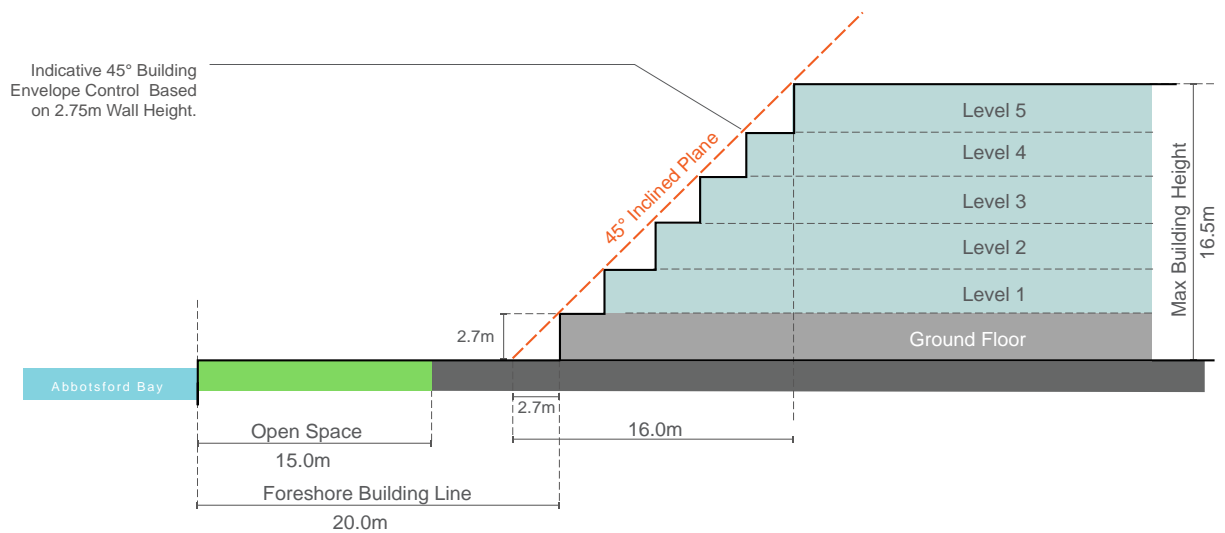 Indicative 45° Building
Envelope Control Based
on 2.75m Wall Height.
45° Inclined Plane
Level 5
Level 4
Level 3
Level 2
Level 1
Ground Floor
Max Building Height
16.5m
2.7m
Abbotsford Bay
2.7m
16.0m
Open Space
15.0m
Foreshore Building Line
20.0m